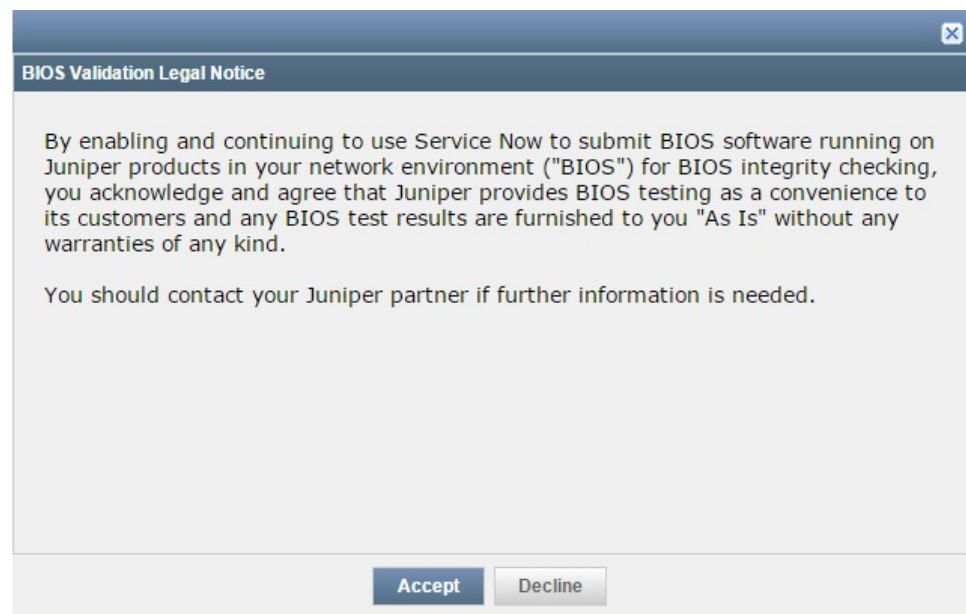 BIOS Validation Legal Notice
By enabling and continuing to use Service Now to submit BIOS software running on
Juniper products in your network environment ("BIOS") for BIOS integrity checking,
you acknowledge and agree that Juniper provides BIOS testing as a convenience to
its customers and any BIOS test results are furnished to you "As Is" without any
warranties of any kind.
You should contact your Juniper partner if further information is needed.
Accept Decline